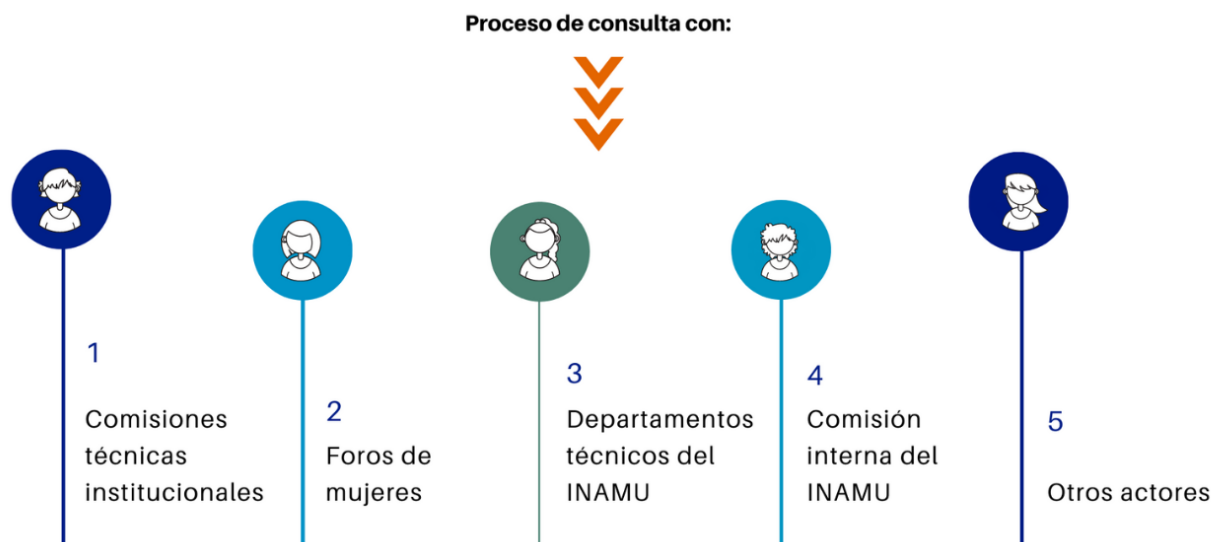 Proceso de consulta con:
1
Comisiones
técnicas
institucionales
2
Foros de
mujeres
3
Departamentos
técnicos del
INAMU
4
Comisión
interna del
INAMU
5
Otros actores